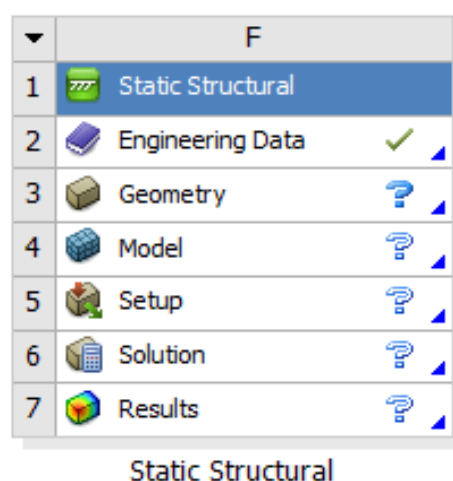 F
1 Static Structural
2 Engineering Data
3 Geometry
4 Model
5 Setup
6 Solution
7 Results
Static Structural